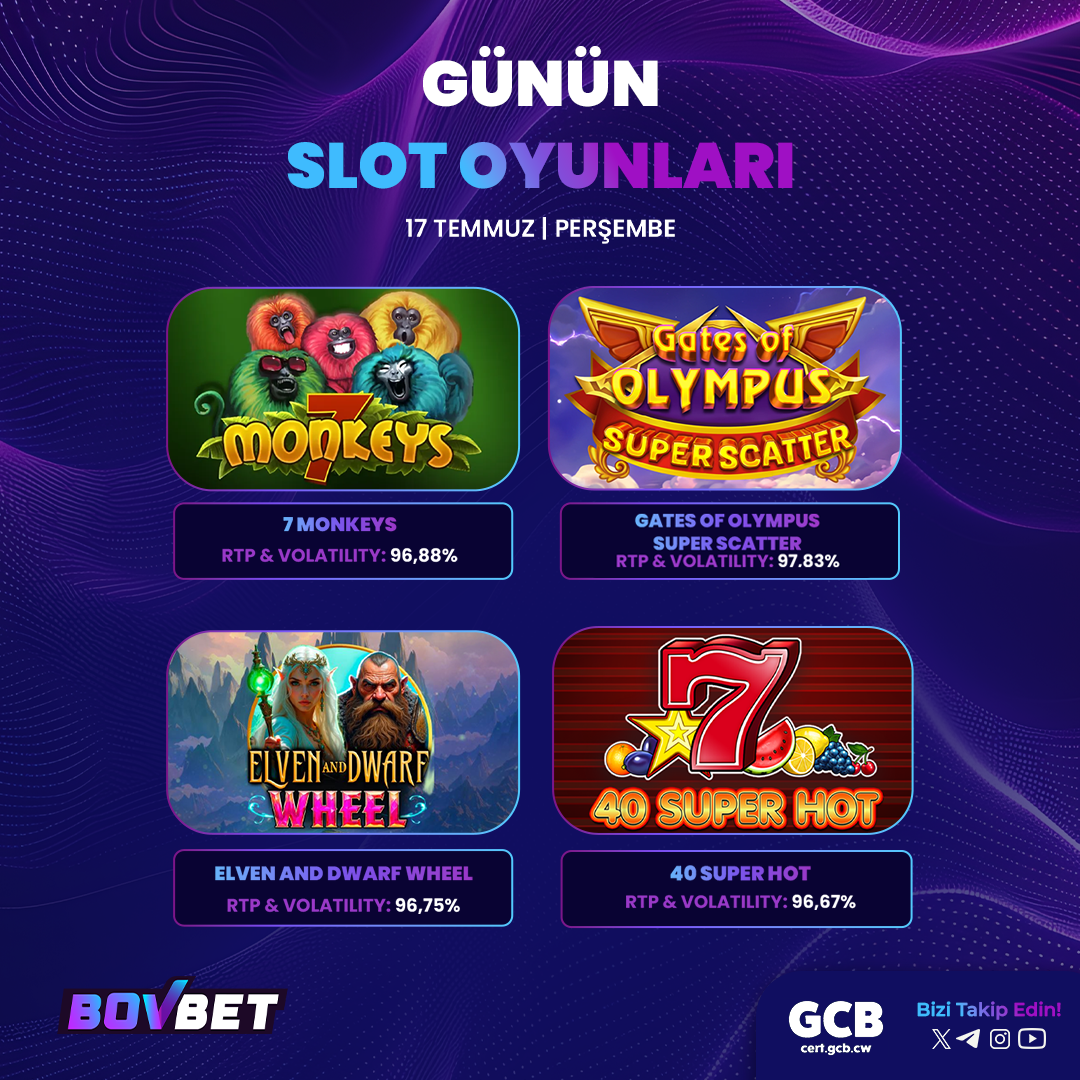 GÜNÜN
SLOT OYUNLARI
17 TEMMUZ | PERŞEMBE
7
MONKEYS
Gates of
OLYMPUS
SUPER SCATTER
7 MONKEYS
RTP & VOLATILITY: 96,88%
GATES OF OLYMPUS
SUPER SCATTER
RTP & VOLATILITY: 97.83%
ELVEN AND DWARF
WHEEL
7
40 SUPER HOT
ELVEN AND DWARF WHEEL
RTP & VOLATILITY: 96,75%
40 SUPER HOT
RTP & VOLATILITY: 96,67%
BOVBET
GCB
cert.gcb.cw
Bizi Takip Edin!